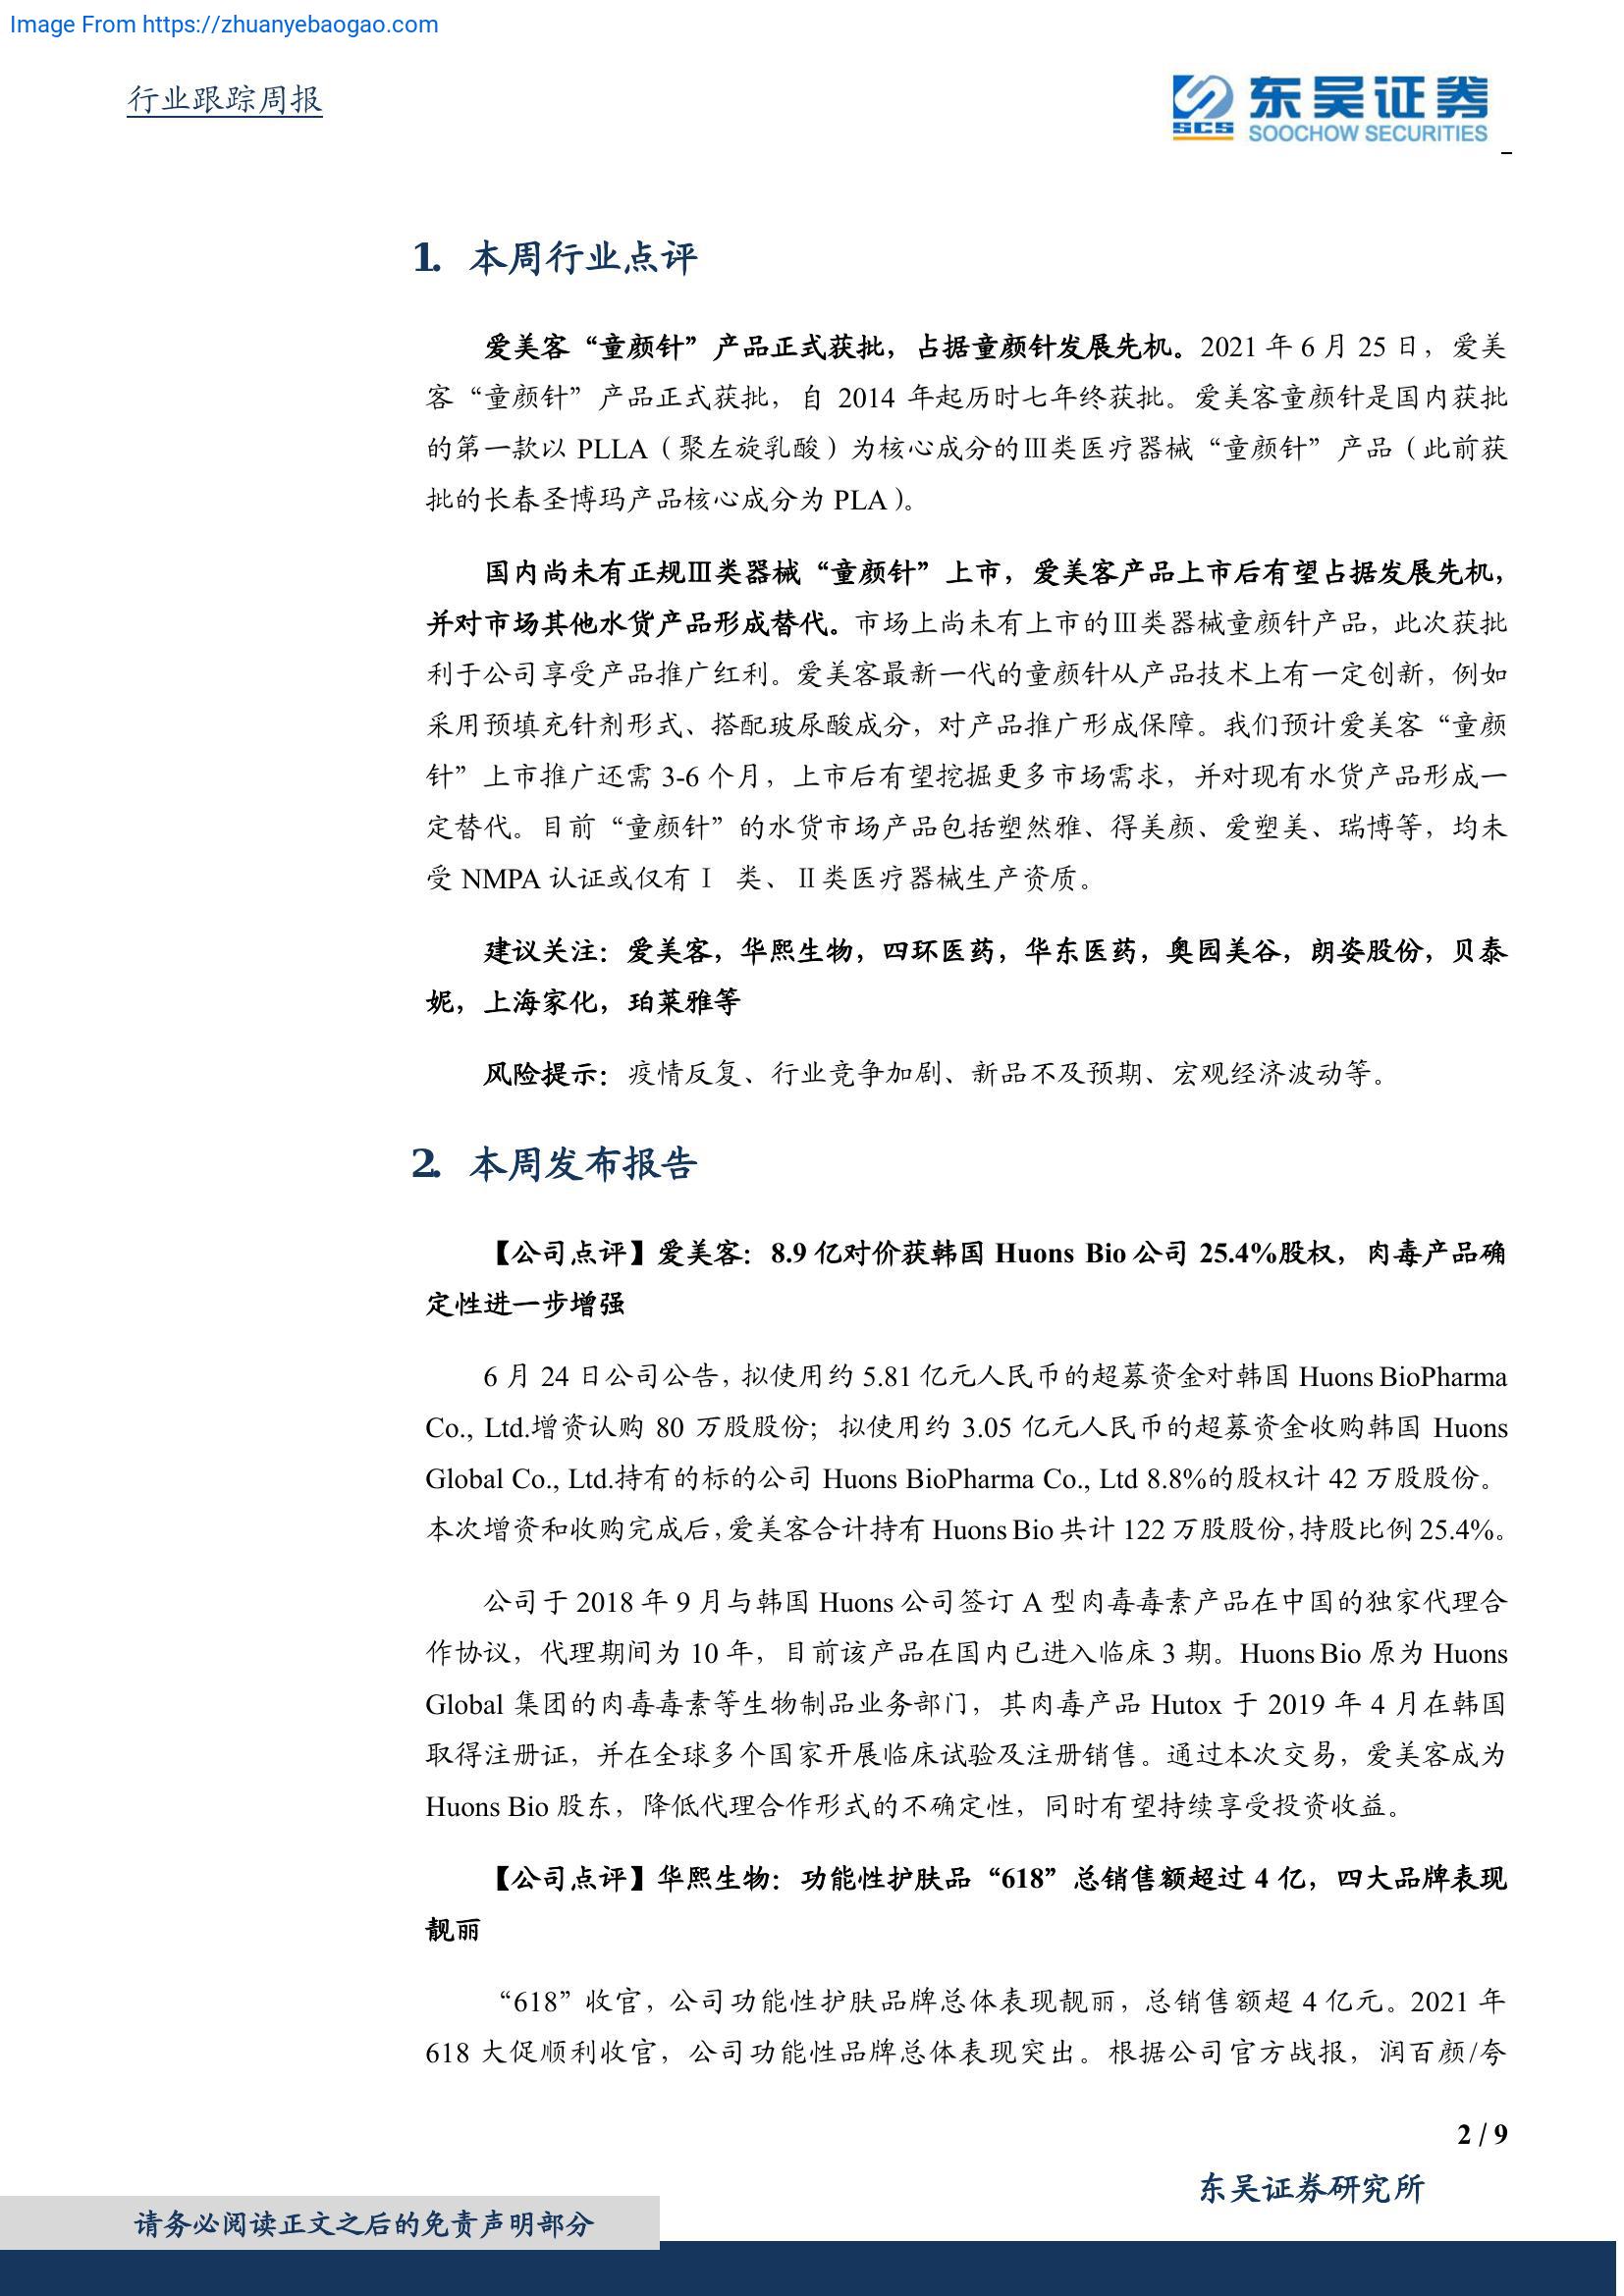 Image From https://zhuanyebaogao.com
行业跟踪周报
SCS
东吴证券
SOOCHOW SECURITIES
1. 本周行业点评
爱美客“童颜针”产品正式获批，占据童颜针发展先机。2021 年 6 月 25 日，爱美
客“童颜针”产品正式获批，自 2014 年起历时七年终获批。爱美客童颜针是国内获批
的第一款以 PLLA（聚左旋乳酸）为核心成分的Ⅲ类医疗器械“童颜针”产品（此前获
批的长春圣博玛产品核心成分为 PLA）。
国内尚未有正规Ⅲ类器械“童颜针”上市，爱美客产品上市后有望占据发展先机，
并对市场其他水货产品形成替代。市场上尚未有上市的Ⅲ类器械童颜针产品，此次获批
利于公司享受产品推广红利。爱美客最新一代的童颜针从产品技术上有一定创新，例如
采用预填充针剂形式、搭配玻尿酸成分，对产品推广形成保障。我们预计爱美客“童颜
针”上市推广还需 3-6 个月，上市后有望挖掘更多市场需求，并对现有水货产品形成一
定替代。目前“童颜针”的水货市场产品包括塑然雅、得美颜、爱塑美、瑞博等，均未
受 NMPA 认证或仅有Ⅰ 类、Ⅱ类医疗器械生产资质。
建议关注：爱美客，华熙生物，四环医药，华东医药，奥园美谷，朗姿股份，贝泰
妮，上海家化，珀莱雅等
风险提示：疫情反复、行业竞争加剧、新品不及预期、宏观经济波动等。
2. 本周发布报告
【公司点评】爱美客：8.9 亿对价获韩国 Huons Bio 公司 25.4%股权，肉毒产品确
定性进一步增强
6 月 24 日公司公告，拟使用约 5.81 亿元人民币的超募资金对韩国 Huons BioPharma
Co., Ltd.增资认购 80 万股股份；拟使用约 3.05 亿元人民币的超募资金收购韩国 Huons
Global Co., Ltd.持有的标的公司 Huons BioPharma Co., Ltd 8.8%的股权计 42 万股股份。
本次增资和收购完成后，爱美客合计持有 Huons Bio 共计 122 万股股份，持股比例 25.4%。
公司于 2018 年 9 月与韩国 Huons 公司签订 A 型肉毒毒素产品在中国的独家代理合
作协议，代理期间为 10 年，目前该产品在国内已进入临床 3 期。Huons Bio 原为 Huons
Global 集团的肉毒毒素等生物制品业务部门，其肉毒产品 Hutox 于 2019 年 4 月在韩国
取得注册证，并在全球多个国家开展临床试验及注册销售。通过本次交易，爱美客成为
Huons Bio 股东，降低代理合作形式的不确定性，同时有望持续享受投资收益。
【公司点评】华熙生物：功能性护肤品“618”总销售额超过 4 亿，四大品牌表现
靓丽
“618”收官，公司功能性护肤品牌总体表现靓丽，总销售额超 4 亿元。2021 年
618 大促顺利收官，公司功能性品牌总体表现突出。根据公司官方战报，润百颜/夸
2 / 9
东吴证券研究所
请务必阅读正文之后的免责声明部分